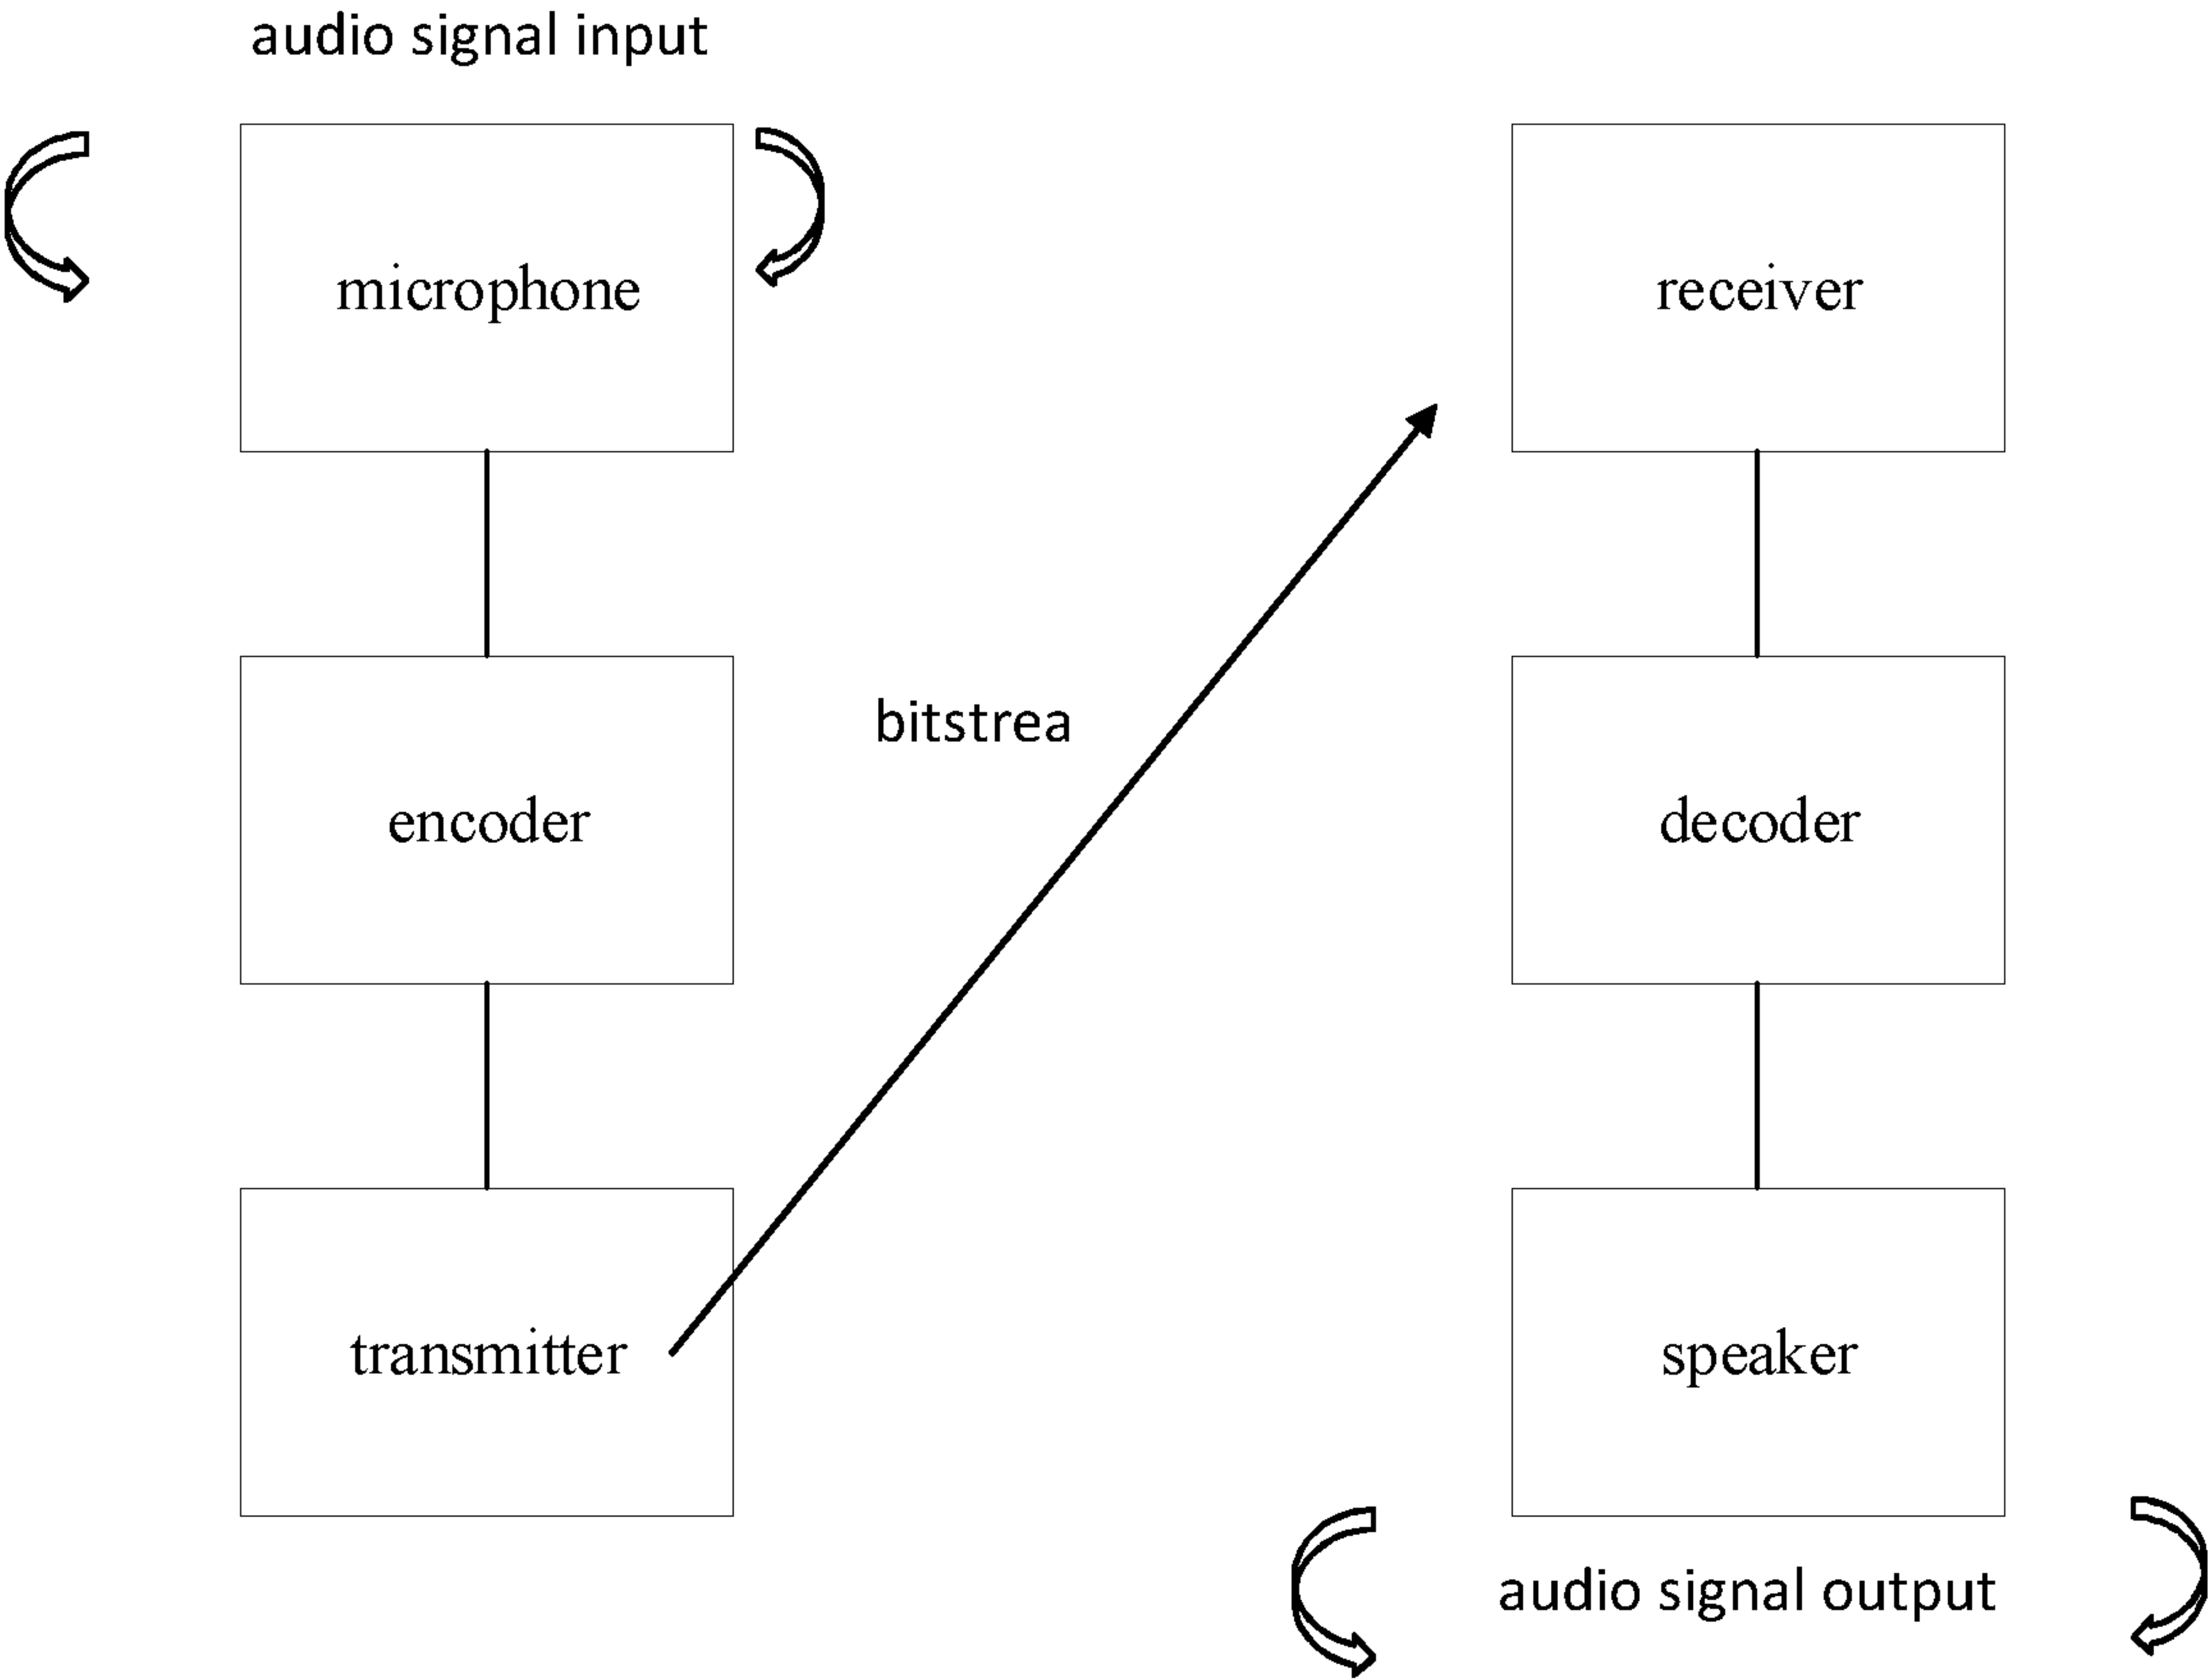 audio signal input
microphone
encoder
transmitter
bitstrea
receiver
decoder
speaker
audio signal output